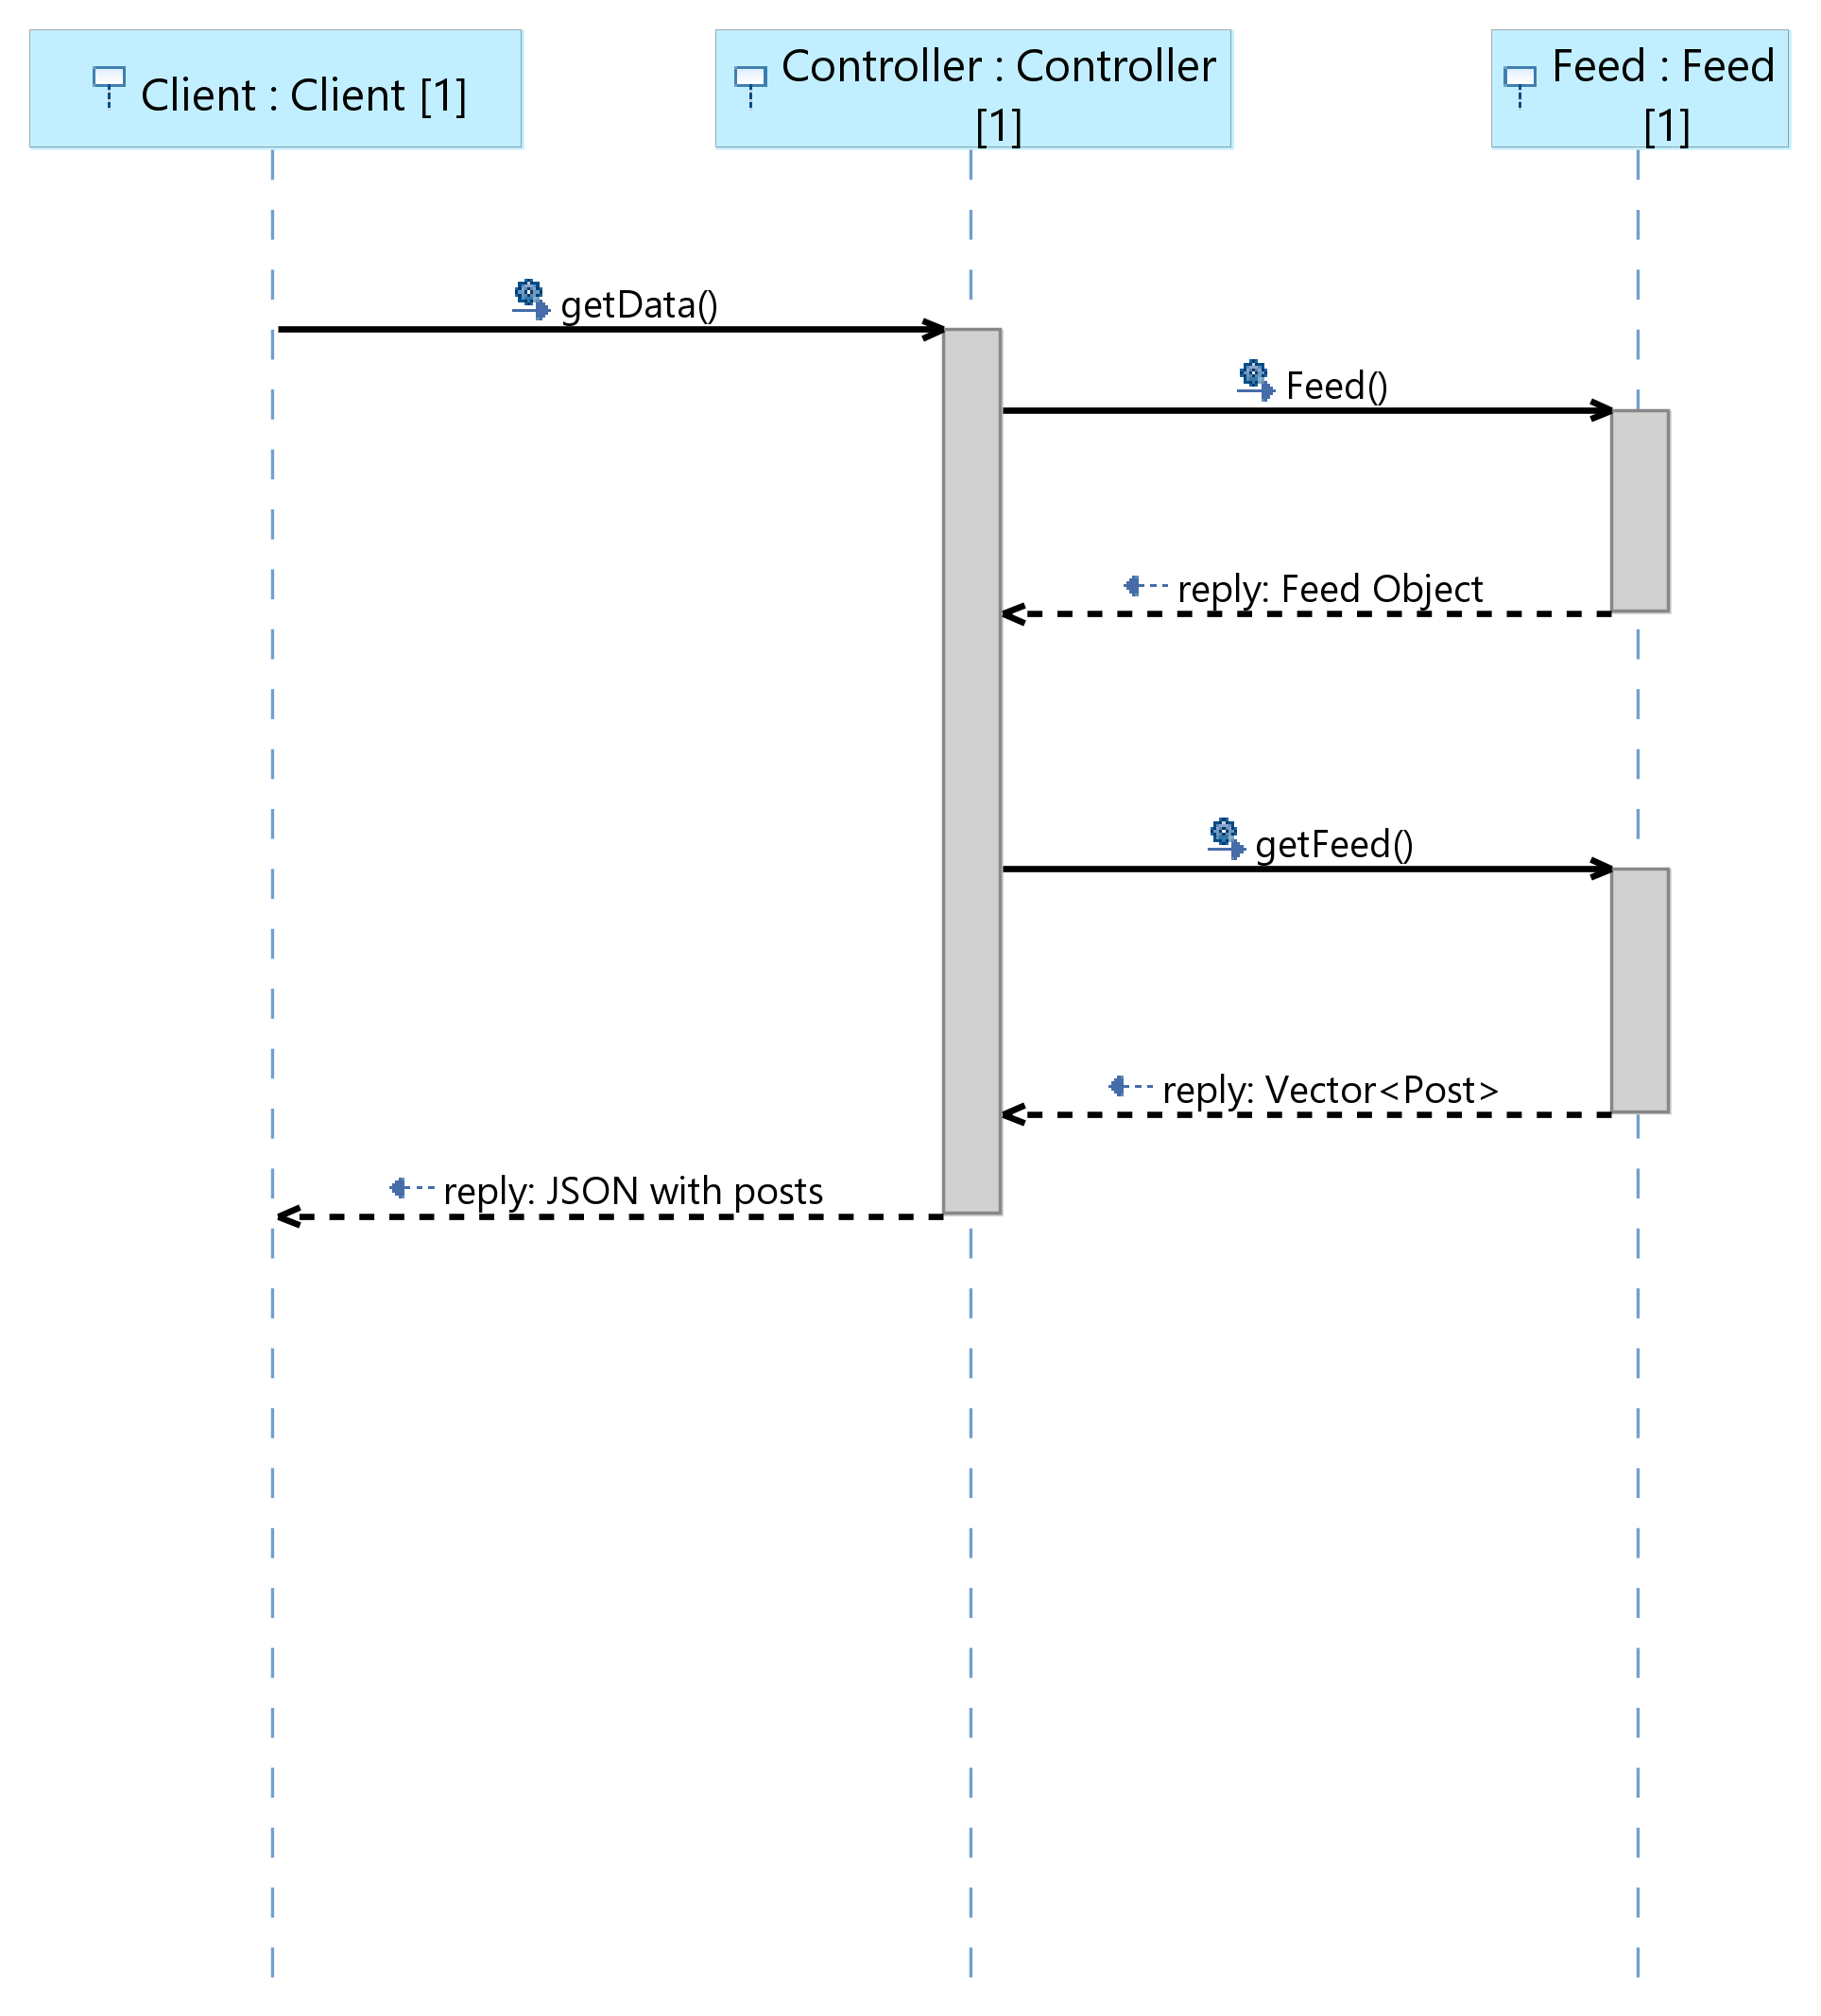 Client : Client [1]
Controller : Controller
[1]
Feed : Feed
[1]
getData()
Feed()
reply: Feed Object
getFeed()
reply: Vector<Post>
reply: JSON with posts